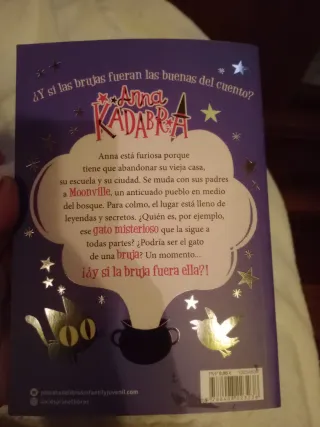 ¿Y si las brujas fueran las buenas del cuento?
Anna
KADABRA
Anna está furiosa porque
tiene que abandonar su vieja casa,
su escuela y su ciudad. Se muda con sus padres
a Moonville, un anticuado pueblo en medio
del bosque. Para colmo, el lugar está lleno de
leyendas y secretos. ¿Quién es, por ejemplo,
ese gato misterioso que la sigue a
todas partes? ¿Podría ser el gato
de una bruja? Un momento...
¡¿y si la bruja fuera ella?!